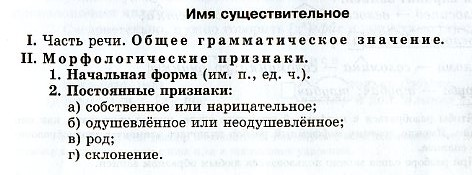 Имя существительное
I. Часть речи. Общее грамматическое значение.
II. Морфологические признаки.
1. Начальная форма (им. п., ед. ч.).
2. Постоянные признаки:
а) собственное или нарицательное;
б) одушевлённое или неодушевлённое;
в) род;
г) склонение.